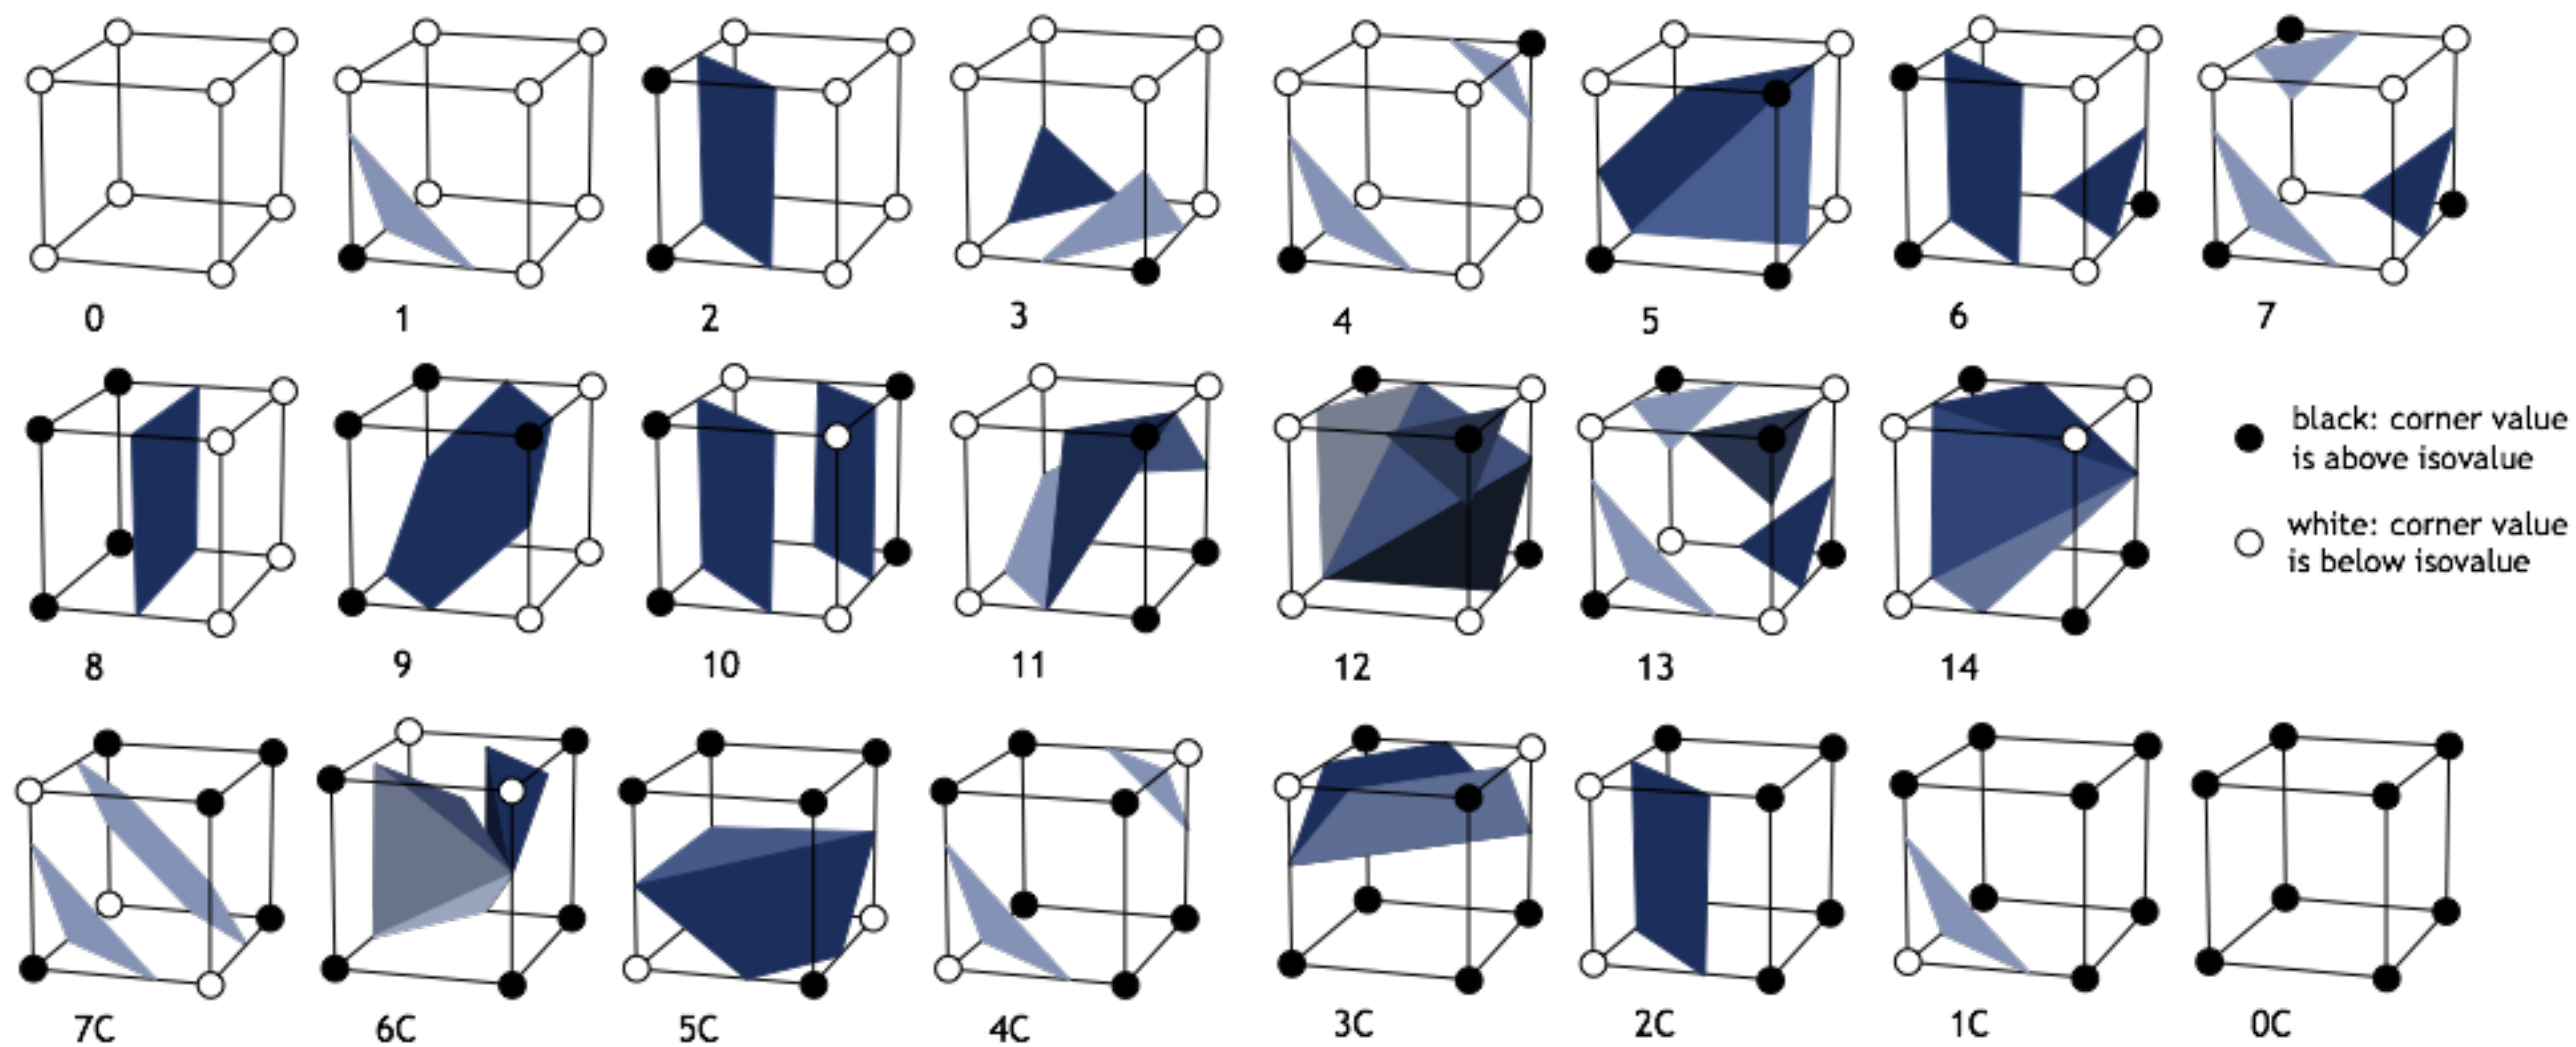 0 1 2 3 4 5 6 7
black: corner value
is above isovalue
white: corner value
is below isovalue
8 9 10 11 12 13 14
7C 6C 5C 4C 3C 2C 1C 0C